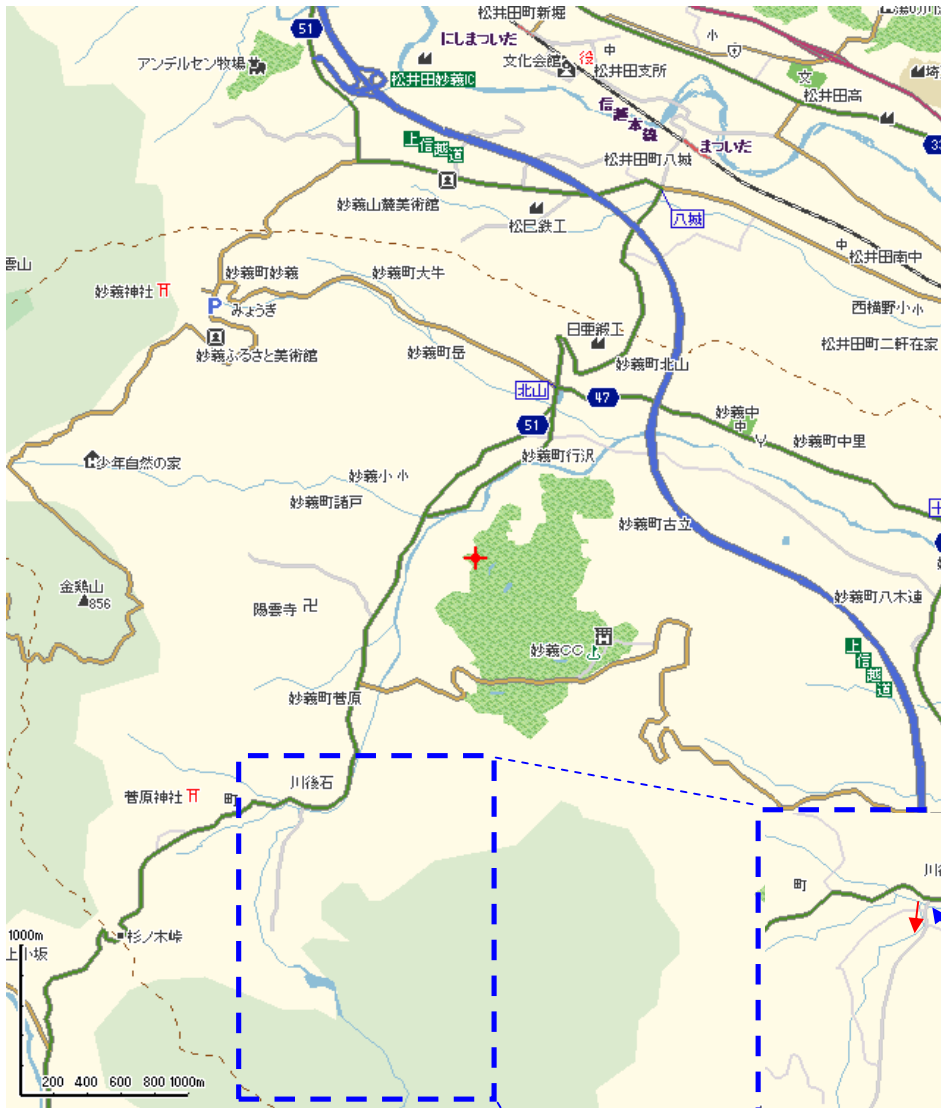 51
松井田町新堀
にしまついた
中
小
文化会館
役
松井田支所
文
松井田高
アンデルセン牧場
松井田妙義IC
信越本線
まついた
33
上信越道
松井田町八城
妙義山麓美術館
八城
松巳鉄工
中
松井田南中
妙義町妙義
妙義町大牛
妙義神社
P
みょうぎ
西横野小
小
日亜鍛工
妙義ふるさと美術館
妙義町岳
妙義町北山
松井田町二軒在家
北山
47
妙義中
中
51
妙義町中里
妙義町行沢
少年自然の家
妙義小
小
妙義町諸戸
妙義町古立
金鶏山
856
陽雲寺
妙義町八木連
妙義CC
上信越道
妙義町菅原
川後石
菅原神社
町
川後
町
杉ノ木峠
1000m
上小坂
200 400 600 800 1000m